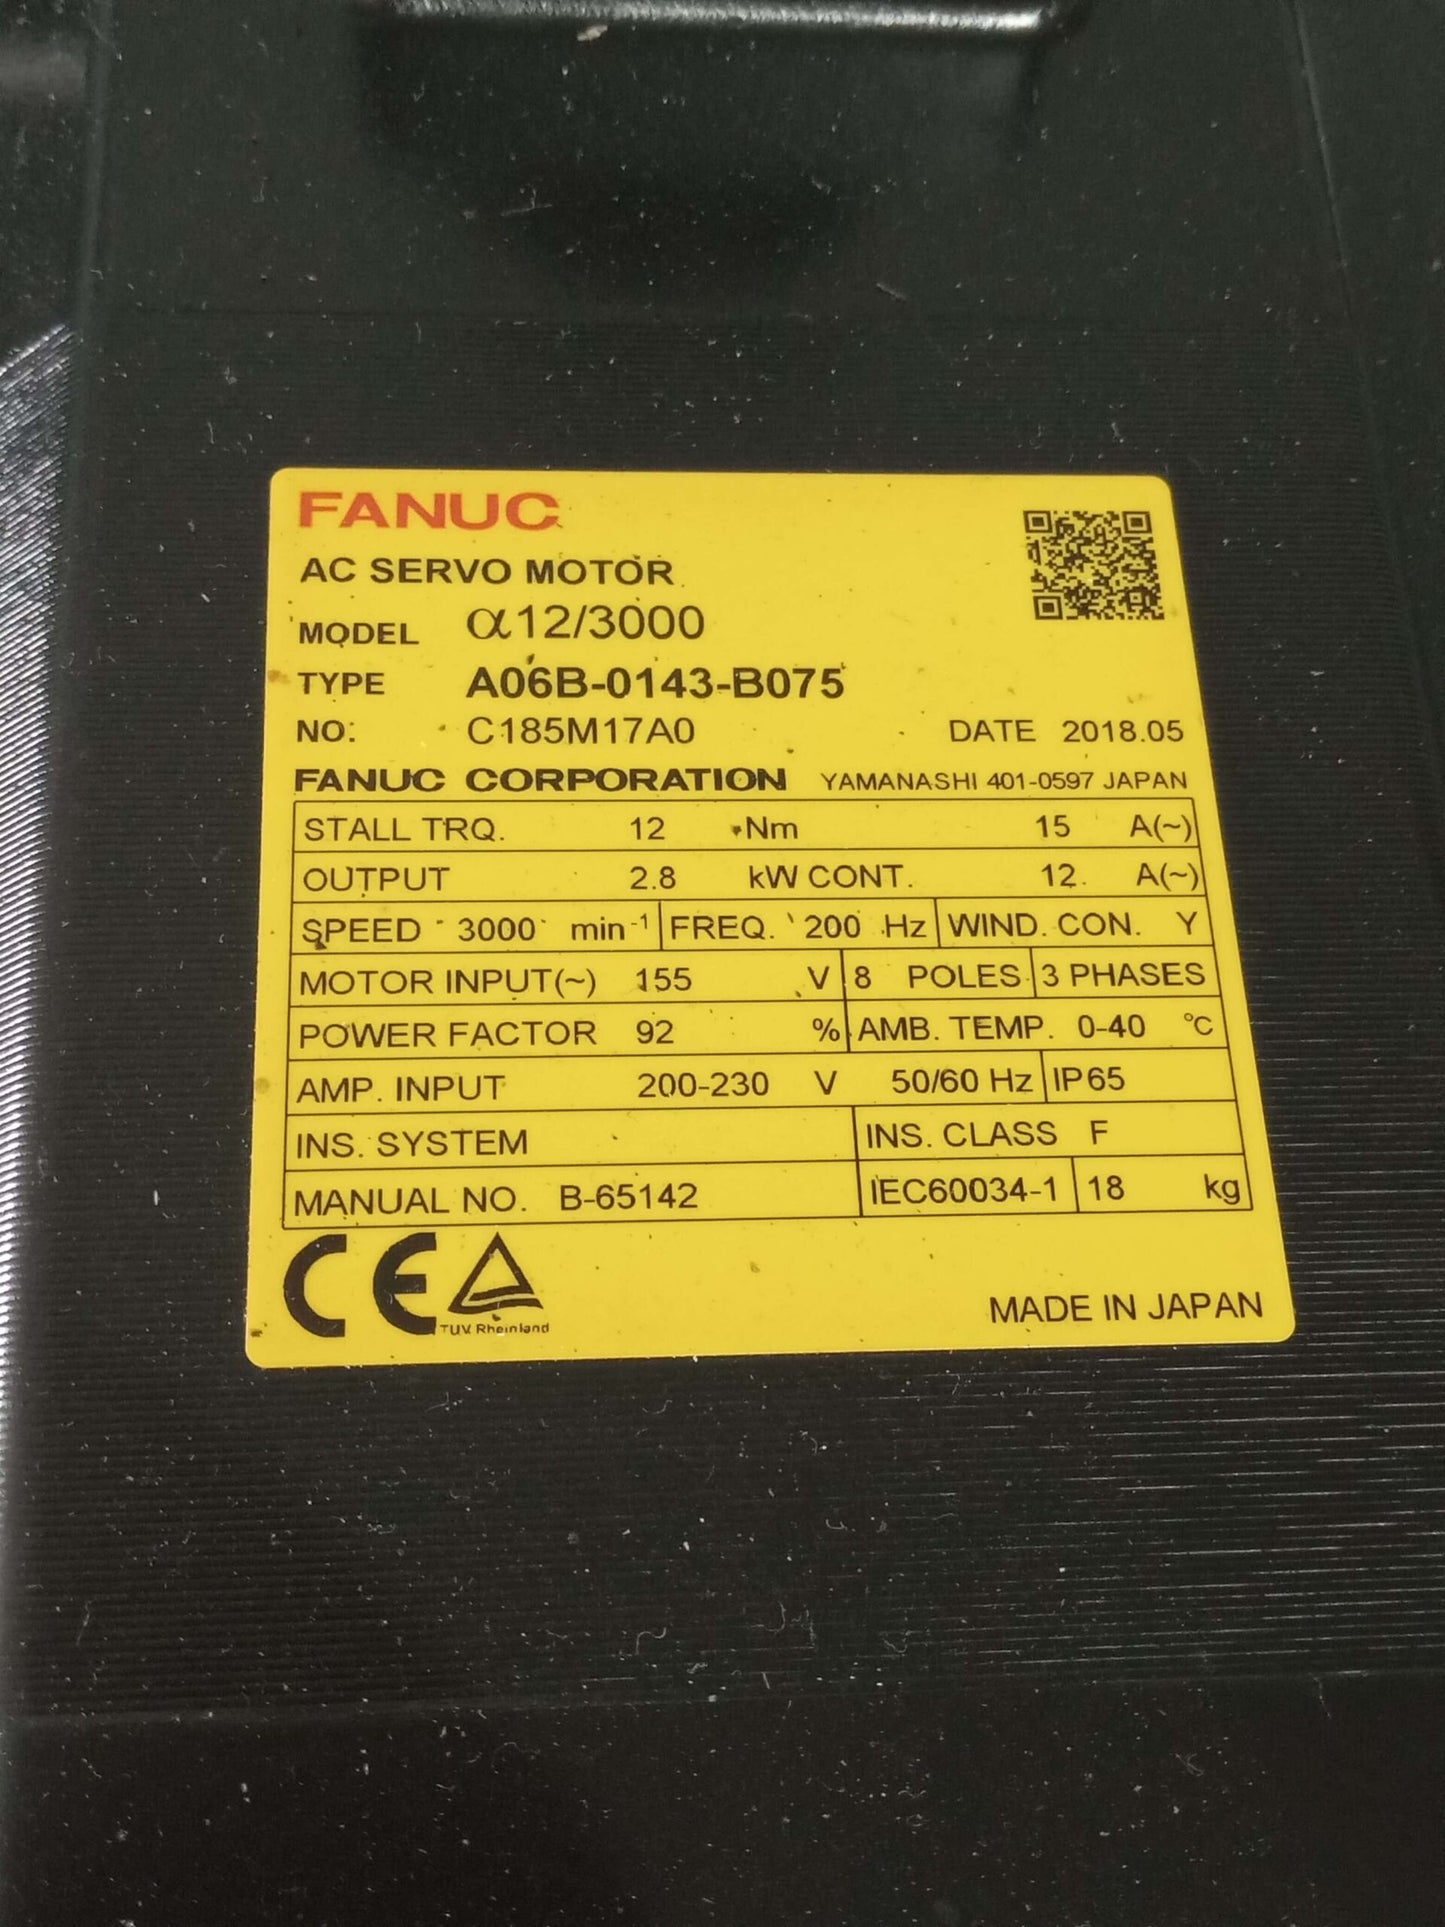 FANUC
AC SERVO MOTOR
MODEL α12/3000
TYPE A06B-0143-B075
NO: C185M17A0 DATE 2018.05
FANUC CORPORATION YAMANASHI 401-0597 JAPAN
STALL TRQ. 12 Nm 15 A(~)
OUTPUT 2.8 kW CONT. 12 A(~)
SPEED 3000 min⁻¹ FREQ. 200 Hz WIND. CON. Y
MOTOR INPUT(~) 155 V 8 POLES 3 PHASES
POWER FACTOR 92 % AMB. TEMP. 0-40 °C
AMP. INPUT 200-230 V 50/60 Hz IP65
INS. SYSTEM INS. CLASS F
MANUAL NO. B-65142 IEC60034-1 18 kg
CE TUV Rheinland
MADE IN JAPAN